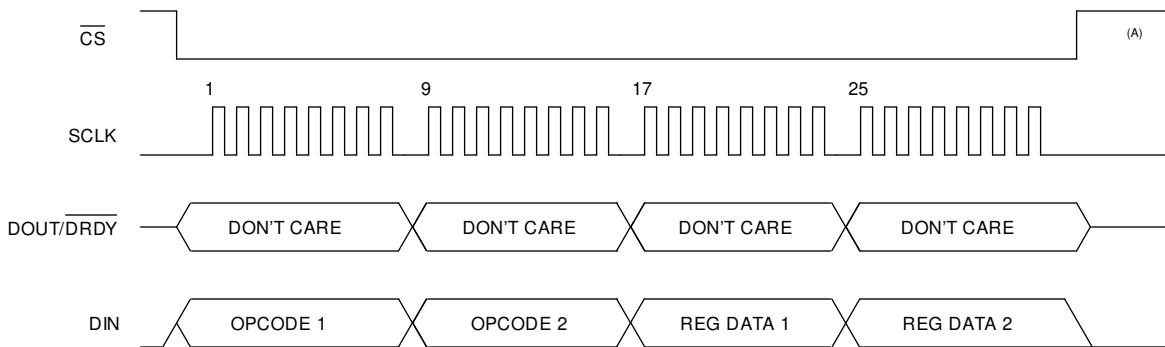 CS
(A)
1 9 17 25
SCLK
DOUT/DRDY DON'T CARE DON'T CARE DON'T CARE DON'T CARE
DIN OPCODE 1 OPCODE 2 REG DATA 1 REG DATA 2